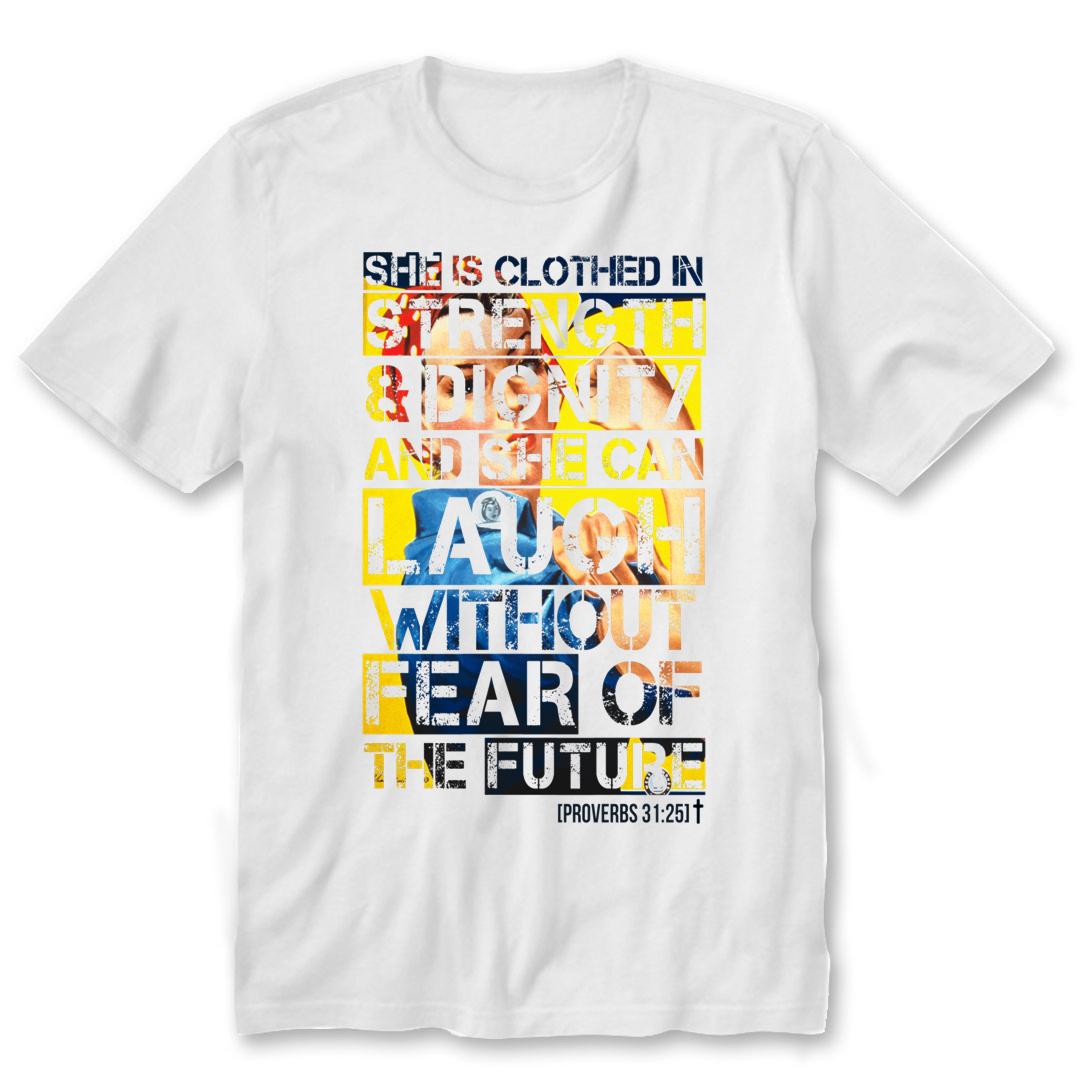 SHE IS CLOTHED IN
STRENGTH
& DIGNITY
AND SHE CAN
LAUGH
WITHOUT
FEAR OF
THE FUTURE
[PROVERBS 31:25]†